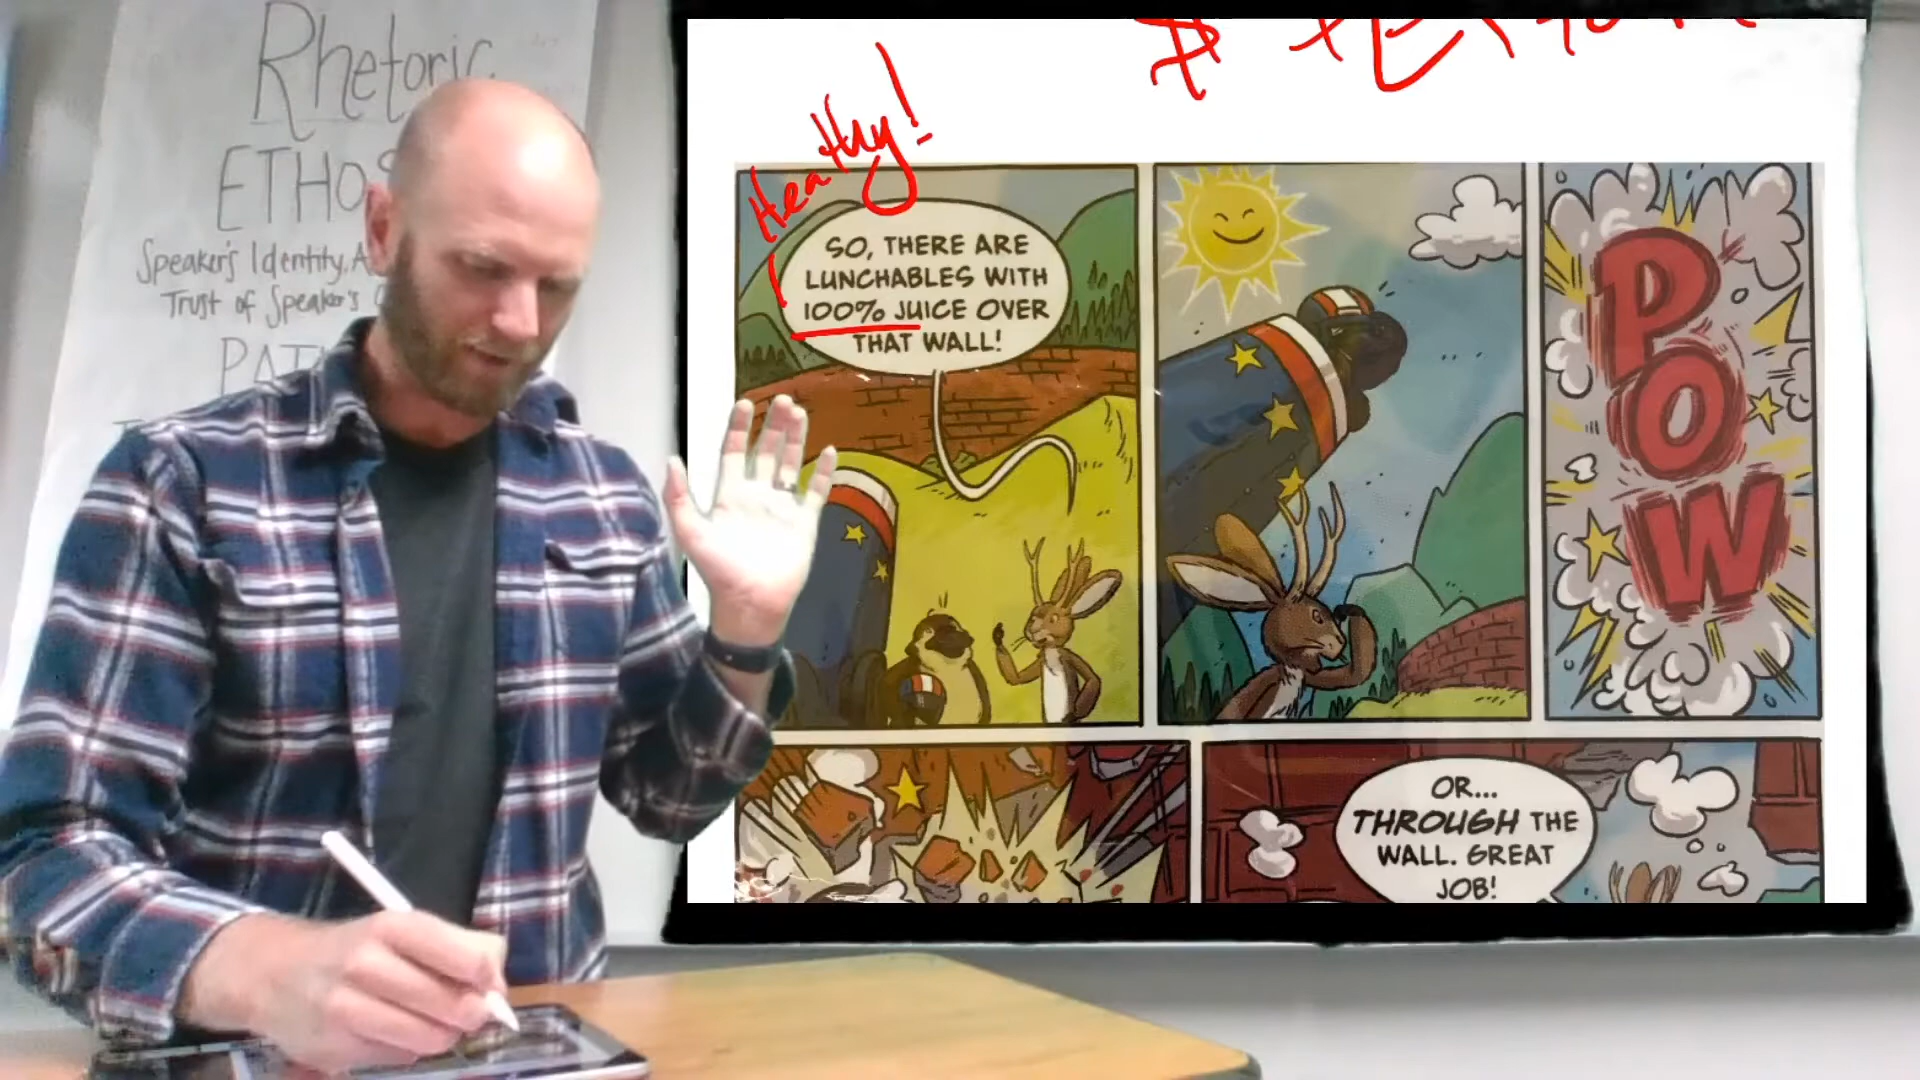 Rhetoric
ETHOS
Speaker's Identity, A
Trust of Speaker's
PAT
Healthy!
SO, THERE ARE
LUNCHABLES WITH
100% JUICE OVER
THAT WALL!
POW
OR...
THROUGH THE
WALL. GREAT
JOB!